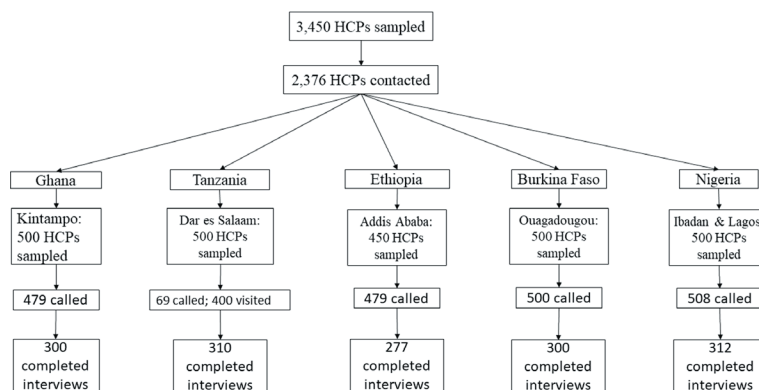 3,450 HCPs sampled
2,376 HCPs contacted
Ghana
Tanzania
Ethiopia
Burkina Faso
Nigeria
Kintampo:
500 HCPs
sampled
Dar es Salaam:
500 HCPs
sampled
Addis Ababa:
450 HCPs
sampled
Ouagadougou:
500 HCPs
sampled
Ibadan & Lagos
500 HCPs
sampled
479 called
69 called; 400 visited
479 called
500 called
508 called
300
completed
interviews
310
completed
interviews
277
completed
interviews
300
completed
interviews
312
completed
interviews